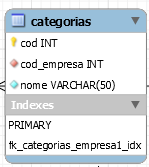 categorias
cod INT
cod_empresa INT
nome VARCHAR(50)
Indexes
PRIMARY
fk_categorias_empresa1_idx